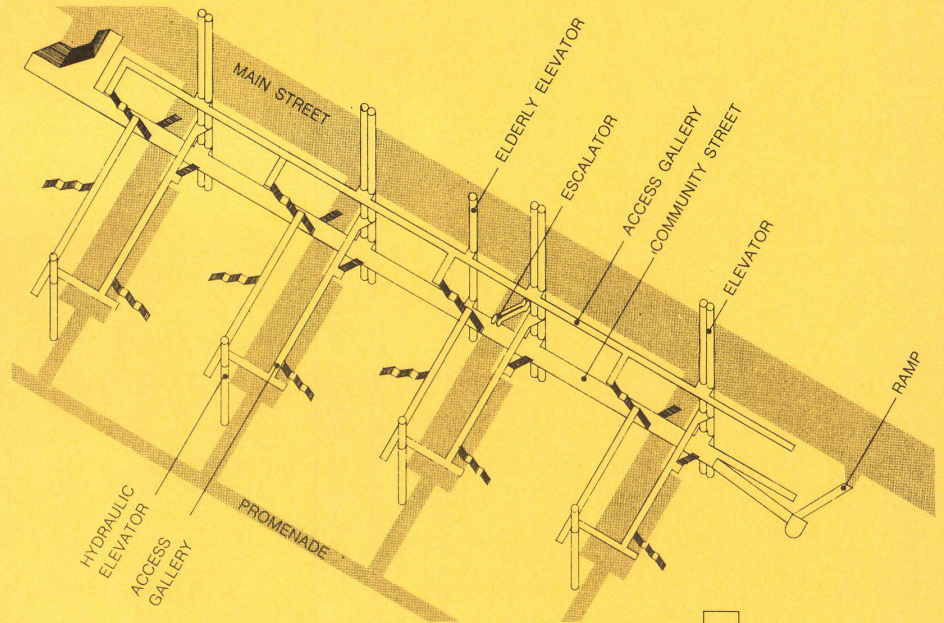 MAIN STREET
ELDERLY ELEVATOR
ESCALATOR
ACCESS GALLERY
COMMUNITY STREET
ELEVATOR
RAMP
HYDRAULIC
ELEVATOR
ACCESS
GALLERY
PROMENADE